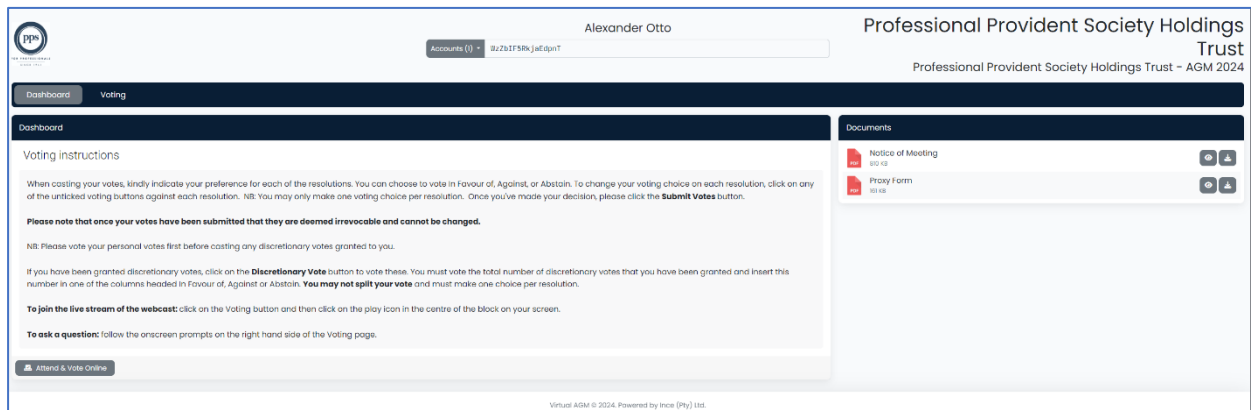 pps
FOR PROFESSIONALS
SINCE 1941
Alexander Otto
Accounts (1)
WzZbIF5RkjaEdpnT
Professional Provident Society Holdings
Trust
Professional Provident Society Holdings Trust - AGM 2024
Dashboard Voting
Dashboard
Voting instructions
When casting your votes, kindly indicate your preference for each of the resolutions. You can choose to vote In Favour of, Against, or Abstain. To change your voting choice on each resolution, click on any
of the unticked voting buttons against each resolution. NB: You may only make one voting choice per resolution. Once you've made your decision, please click the Submit Votes button.
Please note that once your votes have been submitted that they are deemed irrevocable and cannot be changed.
NB: Please vote your personal votes first before casting any discretionary votes granted to you.
If you have been granted discretionary votes, click on the Discretionary Vote button to vote these. You must vote the total number of discretionary votes that you have been granted and insert this
number in one of the columns headed In Favour of, Against or Abstain. You may not split your vote and must make one choice per resolution.
To join the live stream of the webcast: click on the Voting button and then click on the play icon in the centre of the block on your screen.
To ask a question: follow the onscreen prompts on the right hand side of the Voting page.
Attend & Vote Online
Documents
PDF
Notice of Meeting
910 KB
PDF
Proxy Form
191 KB
Virtual AGM © 2024. Powered by Ince (Pty) Ltd.